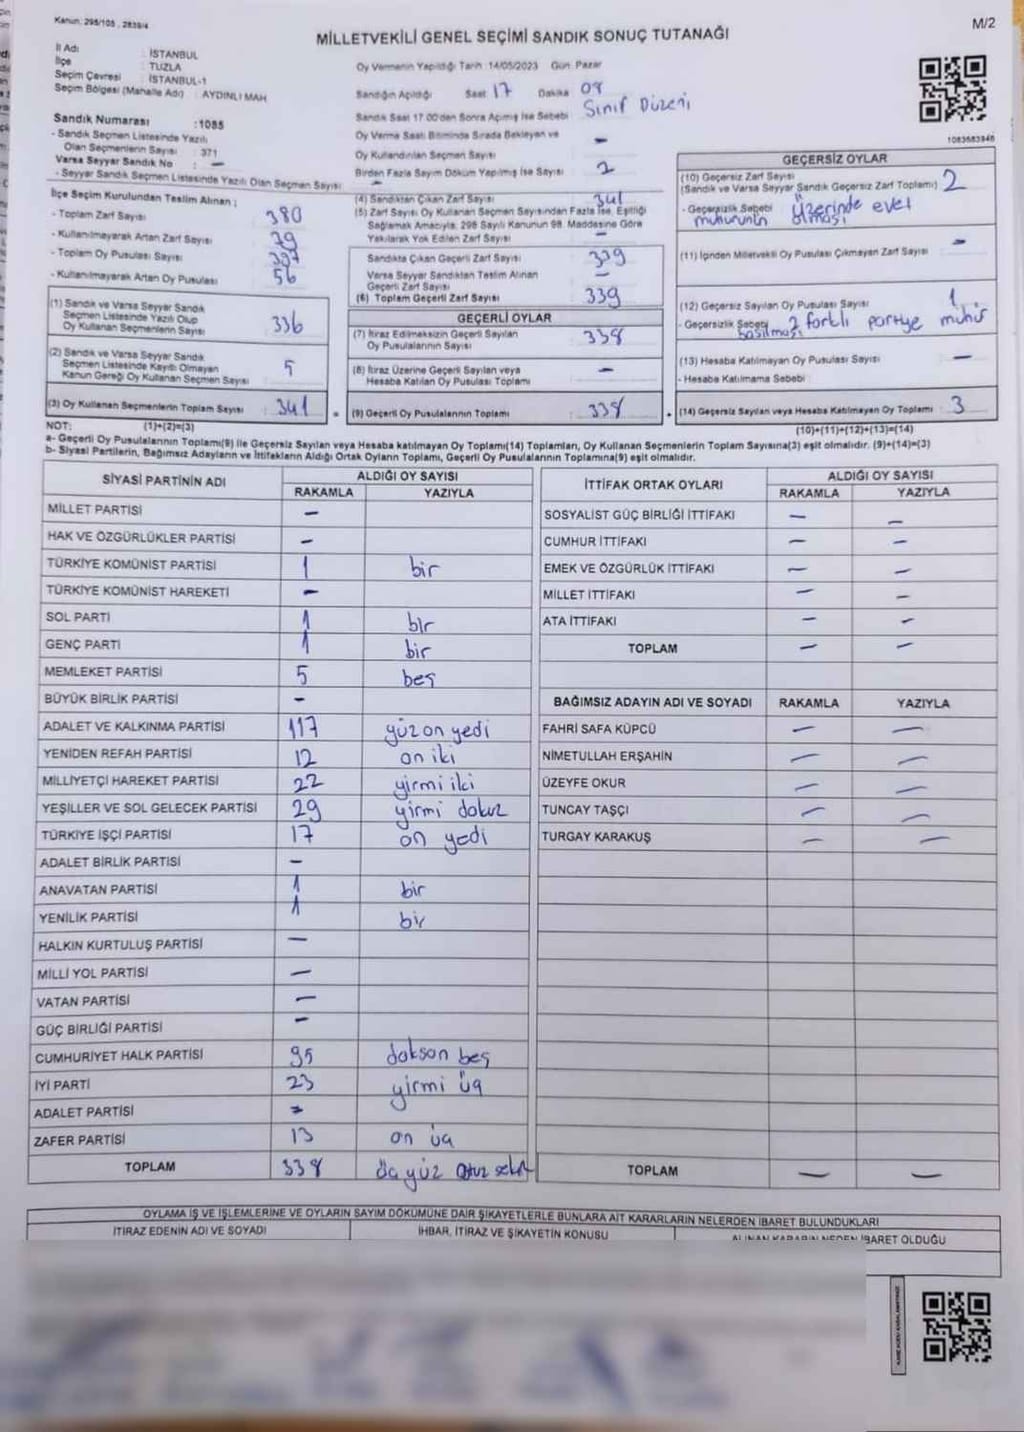 Kanun: 298/105 , 2839/4
M/2
MİLLETVEKİLİ GENEL SEÇİMİ SANDIK SONUÇ TUTANAĞI
İl Adı : İSTANBUL
İlçe : TUZLA
Seçim Çevresi : İSTANBUL-1
Seçim Bölgesi (Mahalle Adı) : AYDINLI MAH
Oy Vermenin Yapıldığı Tarih :14/05/2023 Gün: Pazar
Sandığın Açıldığı Saat 17 Dakika 08
Sandık Saat 17.00'den Sonra Açılmış İse Sebebi Sınıf Düzeni
Sandık Numarası :1085
- Sandık Seçmen Listesinde Yazılı
Olan Seçmenlerin Sayısı : 371
Varsa Seyyar Sandık No : -
- Seyyar Sandık Seçmen Listesinde Yazılı Olan Seçmen Sayısı -
Oy Verme Saati Bitiminde Sırada Bekleyen ve
Oy Kullandırılan Seçmen Sayısı -
Birden Fazla Sayım Döküm Yapılmış İse Sayısı 2
1083683946
İlçe Seçim Kurulundan Teslim Alınan ;
- Toplam Zarf Sayısı 380
- Kullanılmayarak Artan Zarf Sayısı 39
- Toplam Oy Pusulası Sayısı 397
- Kullanılmayarak Artan Oy Pusulası 56
(1) Sandık ve Varsa Seyyar Sandık
Seçmen Listesinde Yazılı Olup
Oy Kullanan Seçmenlerin Sayısı 336
(2) Sandık ve Varsa Seyyar Sandık
Seçmen Listesinde Kaydı Olmayan
Kanun Gereği Oy Kullanan Seçmen Sayısı 5
(3) Oy Kullanan Seçmenlerin Toplam Sayısı 341
(4) Sandıktan Çıkan Zarf Sayısı 341
(5) Zarf Sayısı Oy Kullanan Seçmen Sayısından Fazla İse, Eşitliği
Sağlamak Amacıyla; 298 Sayılı Kanunun 98. Maddesine Göre
Yakılarak Yok Edilen Zarf Sayısı -
Sandıkta Çıkan Geçerli Zarf Sayısı 339
Varsa Seyyar Sandıktan Teslim Alınan
Geçerli Zarf Sayısı -
(6) Toplam Geçerli Zarf Sayısı 339
GEÇERLİ OYLAR
(7) İtiraz Edilmeksizin Geçerli Sayılan
Oy Pusulalarının Sayısı 338
(8) İtiraz Üzerine Geçerli Sayılan veya
Hesaba Katılan Oy Pusulası Toplamı -
= (9) Geçerli Oy Pusulalarının Toplamı 338
GEÇERSİZ OYLAR
(10) Geçersiz Zarf Sayısı
(Sandık ve Varsa Seyyar Sandık Geçersiz Zarf Toplamı) 2
- Geçersizlik Sebebi Üzerinde evet
mührünün olması
(11) İçinden Milletvekili Oy Pusulası Çıkmayan Zarf Sayısı -
(12) Geçersiz Sayılan Oy Pusulası Sayısı 1
- Geçersizlik Sebebi 2 farklı partiye mühür
basılması
(13) Hesaba Katılmayan Oy Pusulası Sayısı -
- Hesaba Katılmama Sebebi
+ (14) Geçersiz Sayılan veya Hesaba Katılmayan Oy Toplamı 3
NOT: (1)+(2)=(3) (10)+(11)+(12)+(13)=(14)
a- Geçerli Oy Pusulalarının Toplamı(9) ile Geçersiz Sayılan veya Hesaba katılmayan Oy Toplamı(14) Toplamları, Oy Kullanan Seçmenlerin Toplam Sayısına(3) eşit olmalıdır. (9)+(14)=(3)
b- Siyasi Partilerin, Bağımsız Adayların ve İttifakların Aldığı Ortak Oyların Toplamı, Geçerli Oy Pusulalarının Toplamına(9) eşit olmalıdır.
SİYASİ PARTİNİN ADI ALDIĞI OY SAYISI
RAKAMLA YAZIYLA
MİLLET PARTİSİ -
HAK VE ÖZGÜRLÜKLER PARTİSİ -
TÜRKİYE KOMÜNİST PARTİSİ 1 bir
TÜRKİYE KOMÜNİST HAREKETİ -
SOL PARTİ 1 bir
GENÇ PARTİ 1 bir
MEMLEKET PARTİSİ 5 beş
BÜYÜK BİRLİK PARTİSİ -
ADALET VE KALKINMA PARTİSİ 117 yüz on yedi
YENİDEN REFAH PARTİSİ 12 on iki
MİLLİYETÇİ HAREKET PARTİSİ 22 yirmi iki
YEŞİLLER VE SOL GELECEK PARTİSİ 29 yirmi dokuz
TÜRKİYE İŞÇİ PARTİSİ 17 on yedi
ADALET BİRLİK PARTİSİ -
ANAVATAN PARTİSİ 1 bir
YENİLİK PARTİSİ 1 bir
HALKIN KURTULUŞ PARTİSİ -
MİLLİ YOL PARTİSİ -
VATAN PARTİSİ -
GÜÇ BİRLİĞİ PARTİSİ -
CUMHURİYET HALK PARTİSİ 95 dokson beş
İYİ PARTİ 23 yirmi üç
ADALET PARTİSİ -
ZAFER PARTİSİ 13 on üç
TOPLAM 338 üç yüz otuz sekiz
İTTİFAK ORTAK OYLARI ALDIĞI OY SAYISI
RAKAMLA YAZIYLA
SOSYALİST GÜÇ BİRLİĞİ İTTİFAKI - -
CUMHUR İTTİFAKI - -
EMEK VE ÖZGÜRLÜK İTTİFAKI - -
MİLLET İTTİFAKI - -
ATA İTTİFAKI - -
TOPLAM - -
BAĞIMSIZ ADAYIN ADI VE SOYADI RAKAMLA YAZIYLA
FAHRİ SAFA KÜPCÜ - -
NİMETULLAH ERŞAHİN - -
ÜZEYFE OKUR - -
TUNCAY TAŞÇI - -
TURGAY KARAKUŞ - -
TOPLAM - -
OYLAMA İŞ VE İŞLEMLERİNE VE OYLARIN SAYIM DÖKÜMÜNE DAİR ŞİKAYETLERLE BUNLARA AİT KARARLARIN NELERDEN İBARET BULUNDUKLARI
İTİRAZ EDENİN ADI VE SOYADI İHBAR, İTİRAZ VE ŞİKAYETİN KONUSU ALINAN KARARIN NEDEN İBARET OLDUĞU